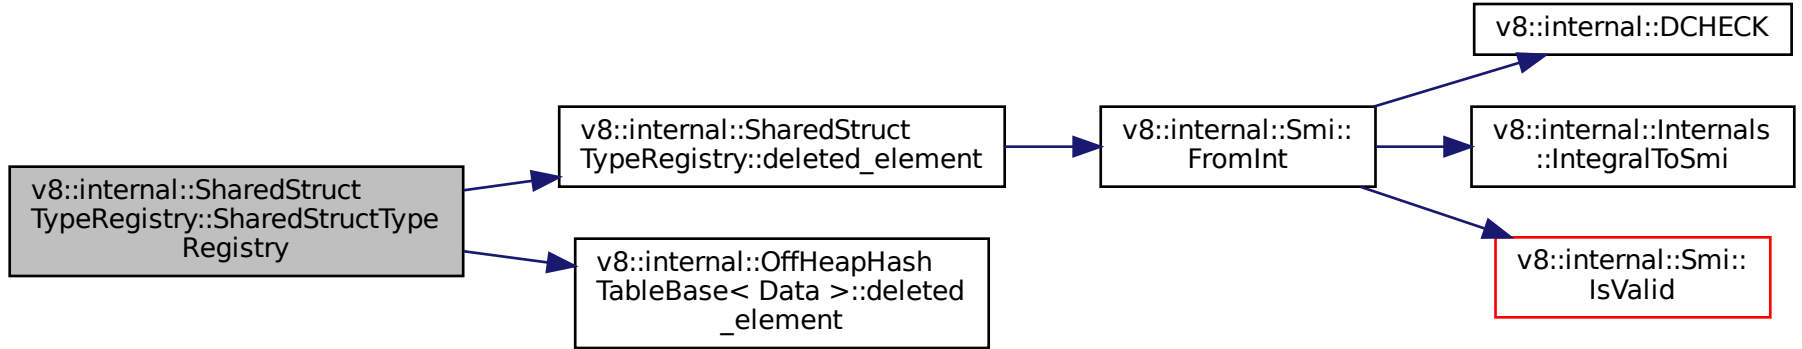 v8::internal::SharedStruct
TypeRegistry::SharedStructType
Registry
v8::internal::SharedStruct
TypeRegistry::deleted_element
v8::internal::OffHeapHash
TableBase< Data >::deleted
_element
v8::internal::Smi::
FromInt
v8::internal::DCHECK
v8::internal::Internals
::IntegralToSmi
v8::internal::Smi::
IsValid